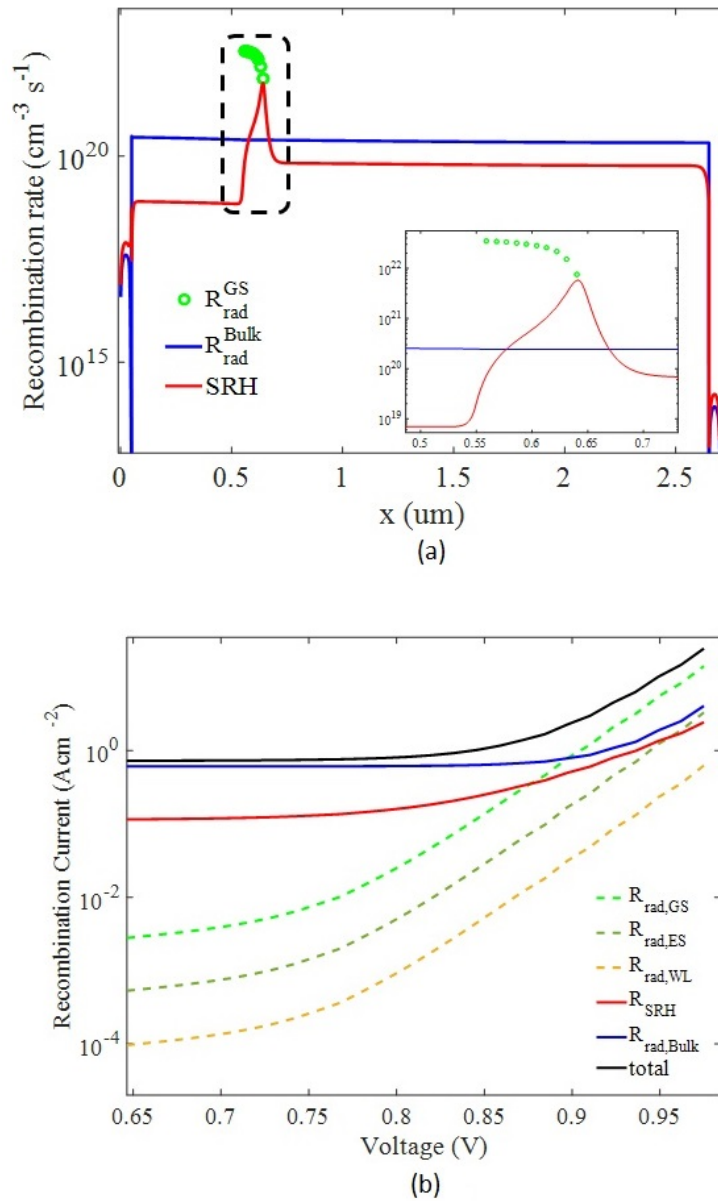 Recombination rate (cm⁻³ s⁻¹)
10²⁰
10¹⁵
R_rad^GS
R_rad^Bulk
SRH
10²²
10²¹
10²⁰
10¹⁹
0.5 0.55 0.6 0.65 0.7
0 0.5 1 1.5 2 2.5
x (um)
(a)
Recombination Current (Acm⁻²)
10⁰
10⁻²
10⁻⁴
R_rad,GS
R_rad,ES
R_rad,WL
R_SRH
R_rad,Bulk
total
0.65 0.7 0.75 0.8 0.85 0.9 0.95
Voltage (V)
(b)